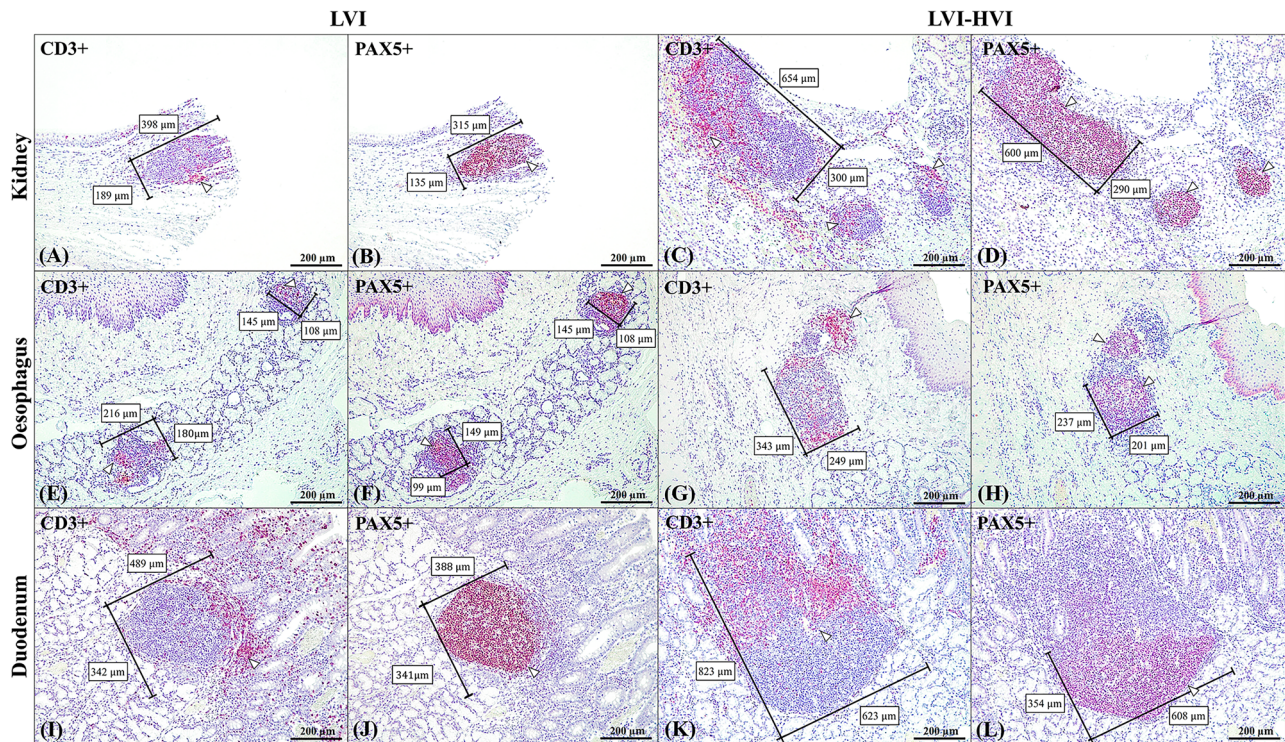 LVI LVI-HVI
Kidney
CD3+ PAX5+ CD3+ PAX5+
398 µm 315 µm 654 µm 600 µm
189 µm 135 µm 300 µm 290 µm
(A) 200 µm (B) 200 µm (C) 200 µm (D) 200 µm
Oesophagus
CD3+ PAX5+ CD3+ PAX5+
145 µm 108 µm 145 µm 108 µm
216 µm 180µm 149 µm 99 µm 343 µm 249 µm 237 µm 201 µm
(E) 200 µm (F) 200 µm (G) 200 µm (H) 200 µm
Duodenum
CD3+ PAX5+ CD3+ PAX5+
489 µm 388 µm
342 µm 341µm 823 µm 623 µm 354 µm 608 µm
(I) 200 µm (J) 200 µm (K) 200 µm (L) 200 µm